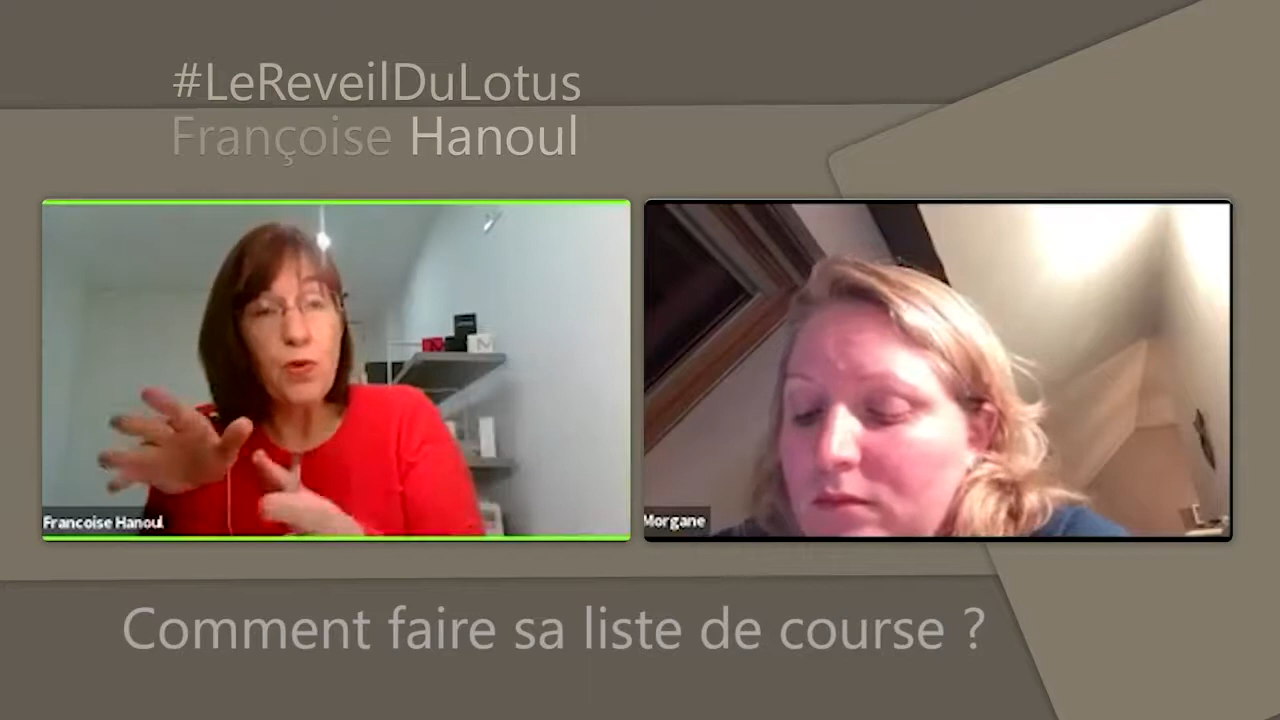 #LeReveilDuLotus
Françoise Hanoul
Francoise Hanoul
Morgane
Comment faire sa liste de course ?